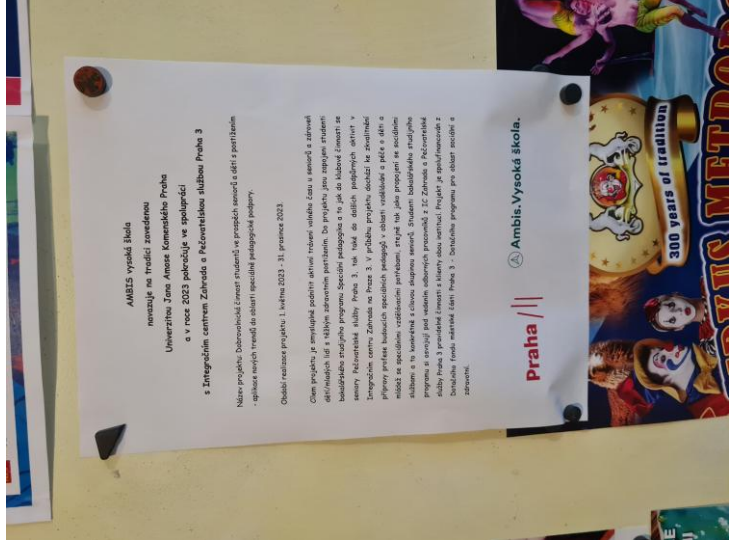 AMBIS vysoká škola
navazuje na tradici zavedenou
Univerzitou Jana Amose Komenského Praha
a v roce 2023 pokračuje ve spolupráci
s Integračním centrem Zahrada a Pečovatelskou službou Praha 3
Název projektu: Dobrovolnická činnost studentů ve prospěch seniorů a dětí s postižením
- aplikace nových trendů do oblasti speciálně pedagogické podpory.
Období realizace projektu: 1. května 2023 - 31. prosince 2023.
Cílem projektu je smysluplně podnítit aktivní trávení volného času u seniorů a zároveň
dětí/mladých lidí s těžkým zdravotním postižením. Do projektu jsou zapojeni studenti
bakalářského studijního programu Speciální pedagogika a to jak do klubové činnosti se
seniory Pečovatelské služby Praha 3, tak také do dalších podpůrných aktivit v
Integračním centru Zahrada na Praze 3. V průběhu projektu dochází ke zkvalitnění
přípravy profese budoucích speciálních pedagogů v oblasti vzdělávání a péče o děti a
mládež se speciálními vzdělávacími potřebami, stejně tak jako propojení se sociálními
službami a to konkrétně s cílovou skupinou seniorů. Studenti bakalářského studijního
programu si osvojují pod vedením odborných pracovníků z IC Zahrada a Pečovatelské
služby Praha 3 pravidelné činnosti s klienty obou institucí. Projekt je spolufinancován z
Dotačního fondu městské části Praha 3 - Dotačního programu pro oblast sociální a
zdravotní.
Praha /||
Ambis. Vysoká škola.
300 years of tradition